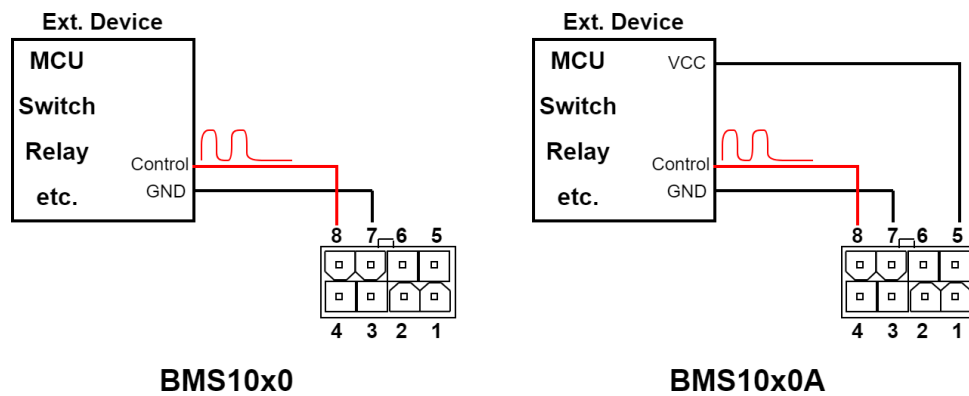 Ext. Device
MCU
Switch
Relay
etc.
Control
GND
8 7 6 5
4 3 2 1
BMS10x0
Ext. Device
MCU
Switch
Relay
etc.
VCC
Control
GND
8 7 6 5
4 3 2 1
BMS10x0A